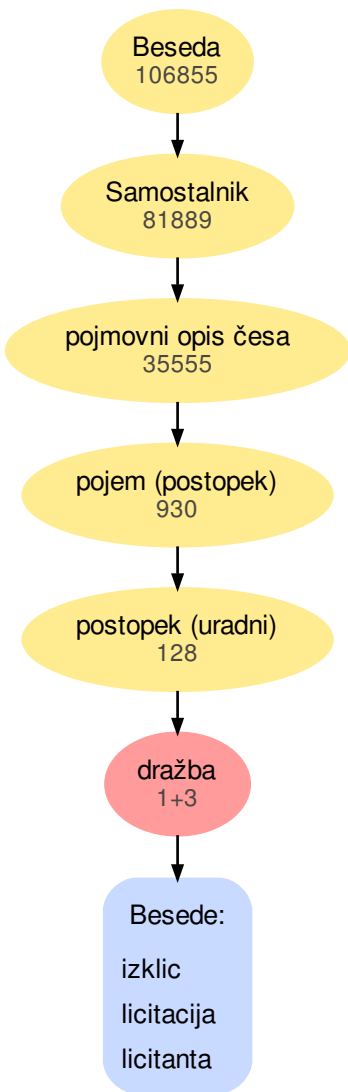 Beseda
106855
Samostalnik
81889
pojmovni opis česa
35555
pojem (postopek)
930
postopek (uradni)
128
dražba
1+3
Besede:
izklic
licitacija
licitanta